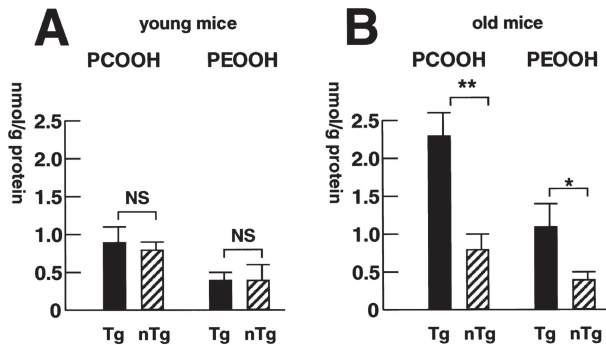 A
young mice
PCOOH PEOOH
nmol/g protein
2.5
2.0
1.5
1.0
0.5
0
NS
NS
Tg nTg Tg nTg
B
old mice
PCOOH PEOOH
nmol/g protein
2.5
2.0
1.5
1.0
0.5
0
**
*
Tg nTg Tg nTg